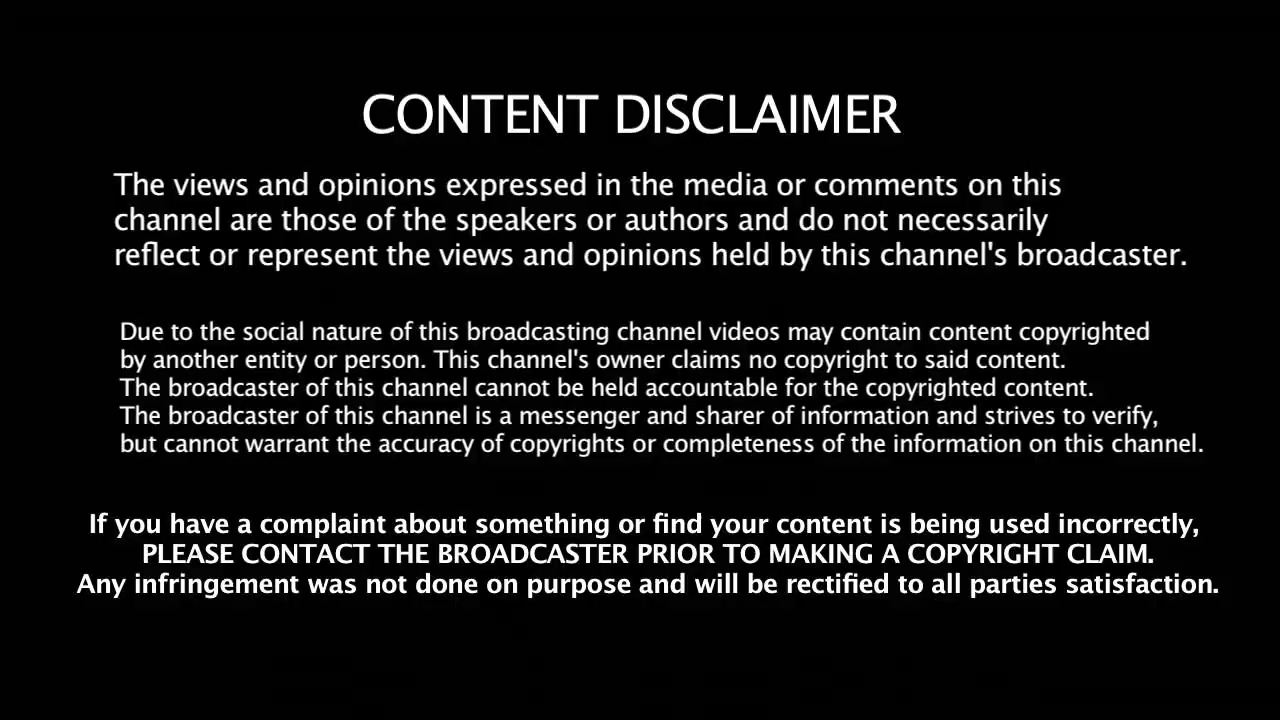 CONTENT DISCLAIMER
The views and opinions expressed in the media or comments on this
channel are those of the speakers or authors and do not necessarily
reflect or represent the views and opinions held by this channel's broadcaster.
Due to the social nature of this broadcasting channel videos may contain content copyrighted
by another entity or person. This channel's owner claims no copyright to said content.
The broadcaster of this channel cannot be held accountable for the copyrighted content.
The broadcaster of this channel is a messenger and sharer of information and strives to verify,
but cannot warrant the accuracy of copyrights or completeness of the information on this channel.
If you have a complaint about something or find your content is being used incorrectly,
PLEASE CONTACT THE BROADCASTER PRIOR TO MAKING A COPYRIGHT CLAIM.
Any infringement was not done on purpose and will be rectified to all parties satisfaction.